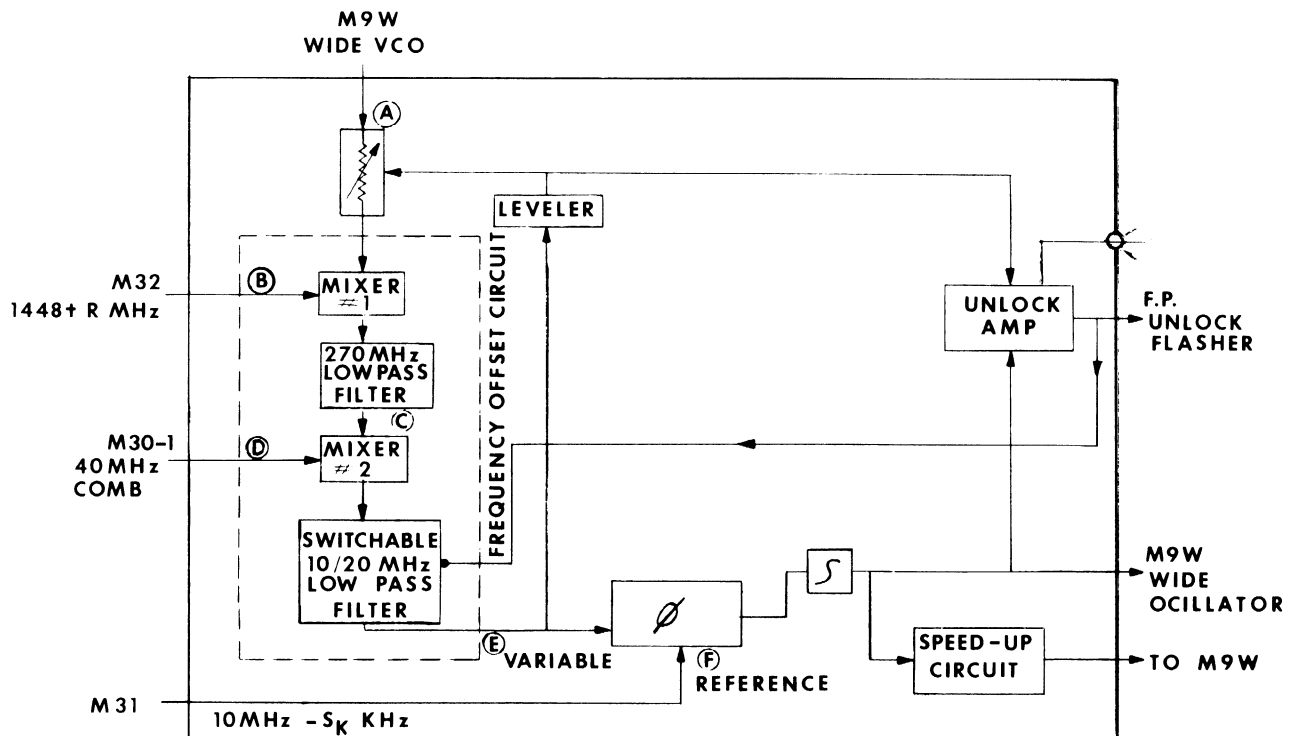 M9W
WIDE VCO
A
LEVELER
FREQUENCY OFFSET CIRCUIT
M32
1448+ R MHz
B
MIXER
#1
UNLOCK
AMP
F.P.
UNLOCK
FLASHER
270MHz
LOWPASS
FILTER
C
M30-1
40MHz
COMB
D
MIXER
# 2
SWITCHABLE
10/20 MHz
LOW PASS
FILTER
E
VARIABLE
ø
∫
M9W
WIDE
OCILLATOR
F
REFERENCE
SPEED-UP
CIRCUIT
TO M9W
M31
10MHz -SK KHz